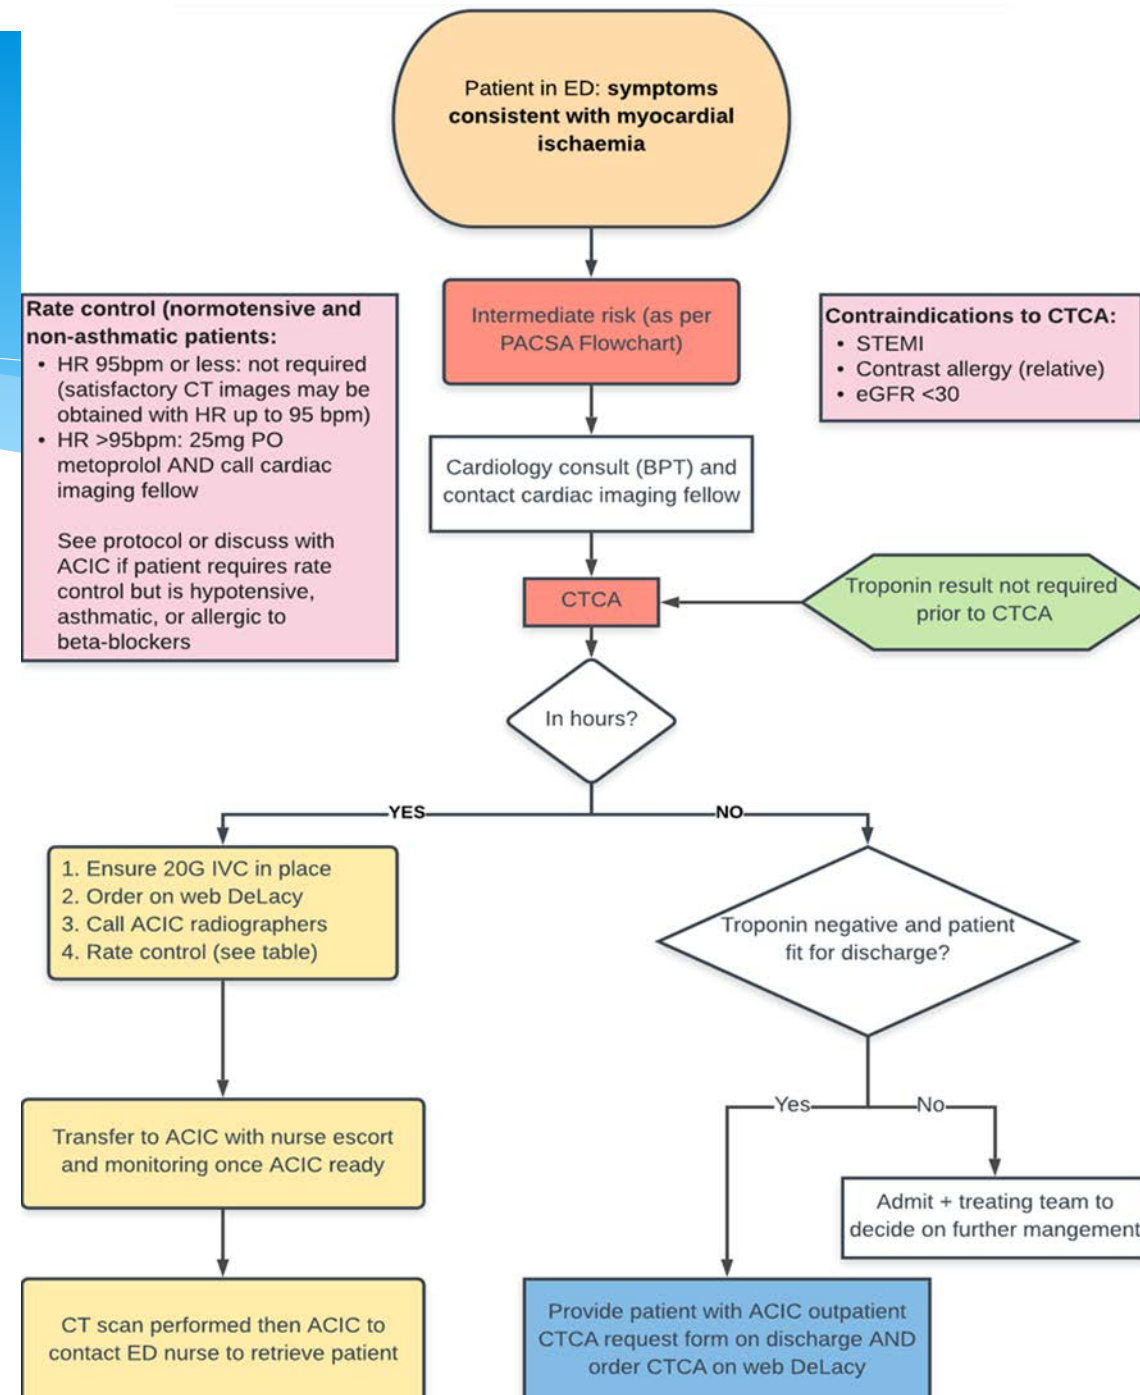 Patient in ED: symptoms
consistent with myocardial
ischaemia
Rate control (normotensive and
non-asthmatic patients:
• HR 95bpm or less: not required
(satisfactory CT images may be
obtained with HR up to 95 bpm)
• HR >95bpm: 25mg PO
metoprolol AND call cardiac
imaging fellow
See protocol or discuss with
ACIC if patient requires rate
control but is hypotensive,
asthmatic, or allergic to
beta-blockers
Intermediate risk (as per
PACSA Flowchart)
Contraindications to CTCA:
• STEMI
• Contrast allergy (relative)
• eGFR <30
Cardiology consult (BPT) and
contact cardiac imaging fellow
CTCA
Troponin result not required
prior to CTCA
In hours?
YES
NO
1. Ensure 20G IVC in place
2. Order on web DeLacy
3. Call ACIC radiographers
4. Rate control (see table)
Troponin negative and patient
fit for discharge?
Transfer to ACIC with nurse escort
and monitoring once ACIC ready
Yes
No
Admit + treating team to
decide on further mangement
CT scan performed then ACIC to
contact ED nurse to retrieve patient
Provide patient with ACIC outpatient
CTCA request form on discharge AND
order CTCA on web DeLacy